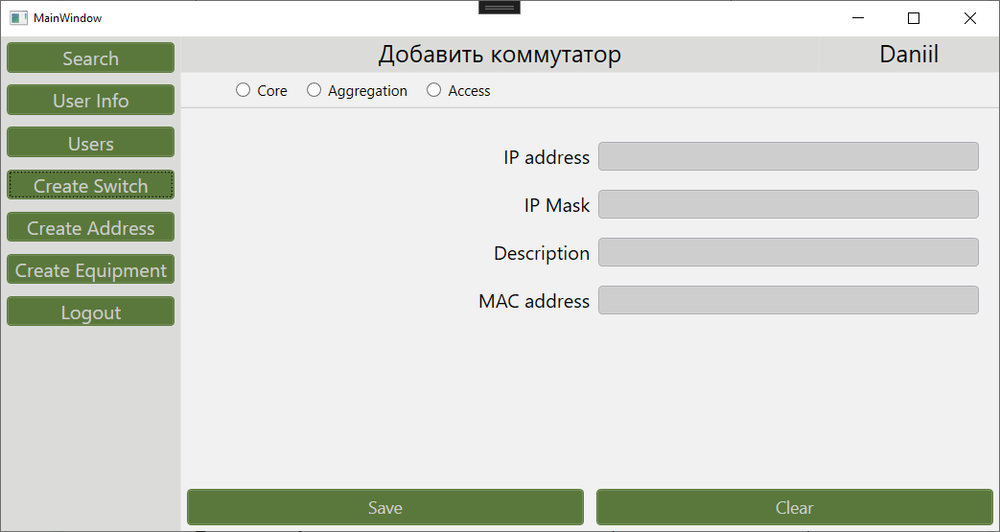 MainWindow
Добавить коммутатор
Daniil
Search
User Info
Users
Create Switch
Create Address
Create Equipment
Logout
Core Aggregation Access
IP address
IP Mask
Description
MAC address
Save
Clear